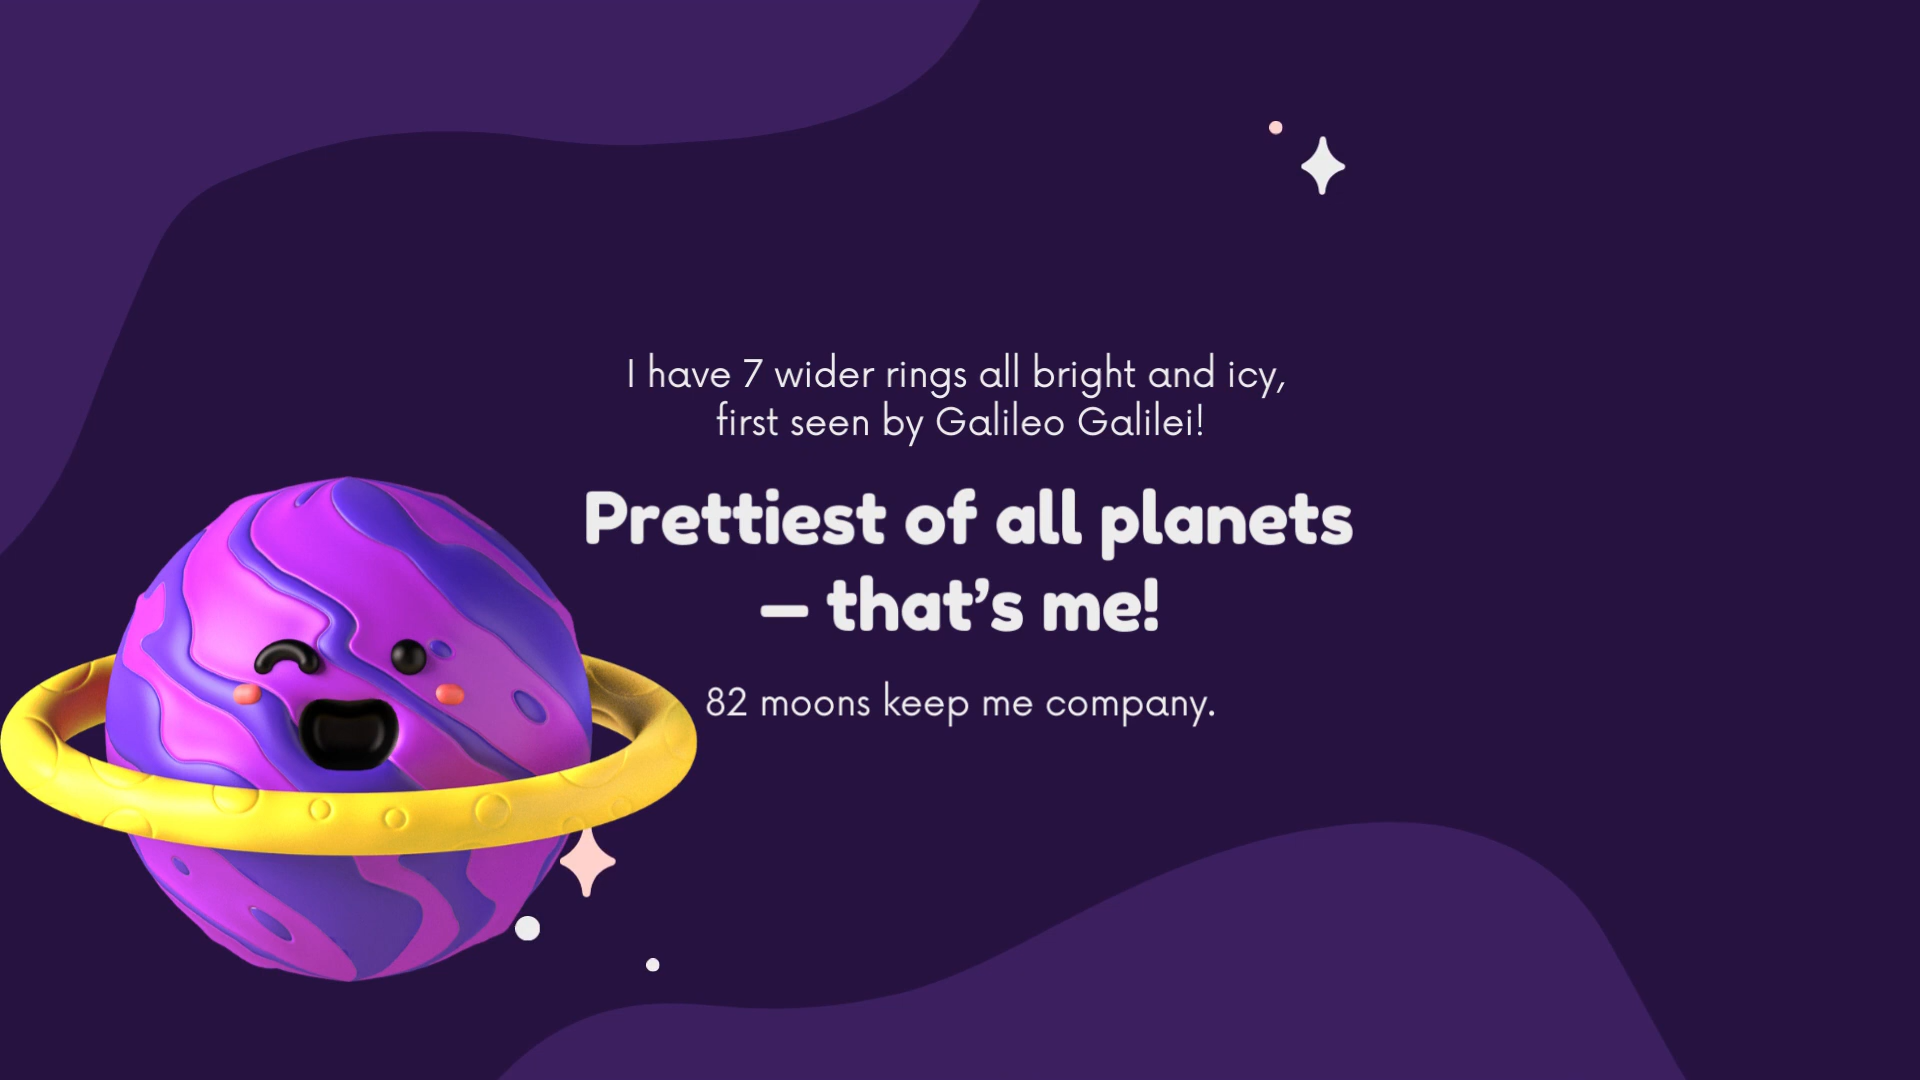 I have 7 wider rings all bright and icy,
first seen by Galileo Galilei!
Prettiest of all planets
– that’s me!
82 moons keep me company.